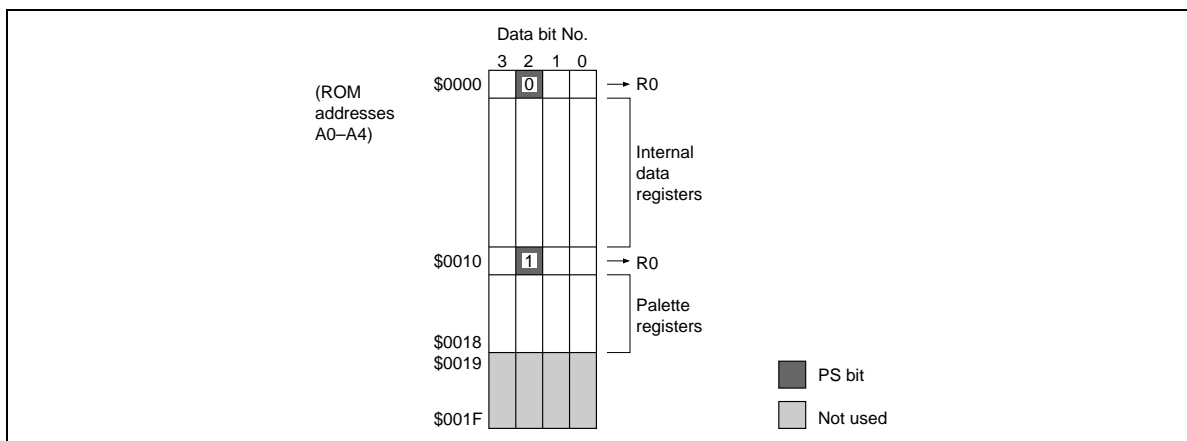 Data bit No.
3 2 1 0
(ROM
addresses
A0–A4)
$0000 0 → R0
Internal
data
registers
$0010 1 → R0
Palette
registers
$0018
$0019
$001F
PS bit
Not used